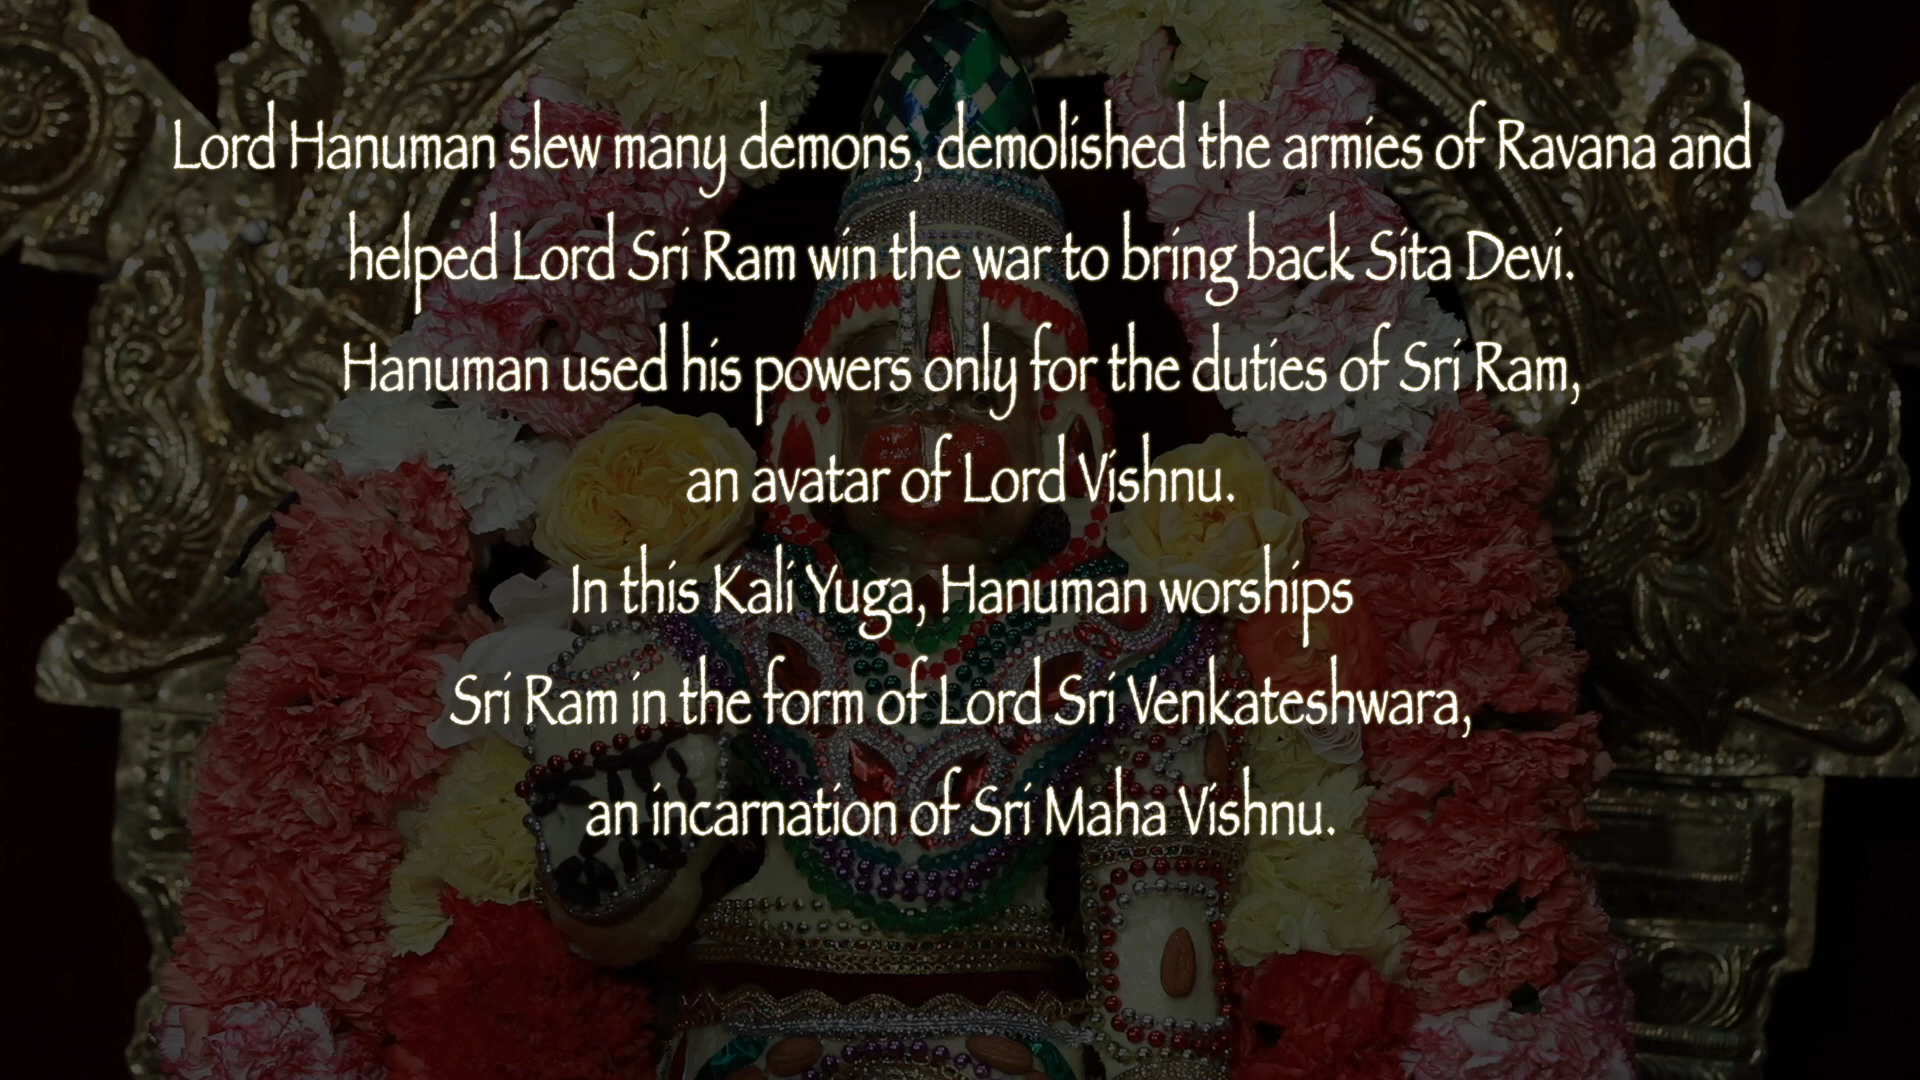 Lord Hanuman slew many demons, demolished the armies of Ravana and
helped Lord Sri Ram win the war to bring back Sita Devi.
Hanuman used his powers only for the duties of Sri Ram,
an avatar of Lord Vishnu.
In this Kali Yuga, Hanuman worships
Sri Ram in the form of Lord Sri Venkateshwara,
an incarnation of Sri Maha Vishnu.